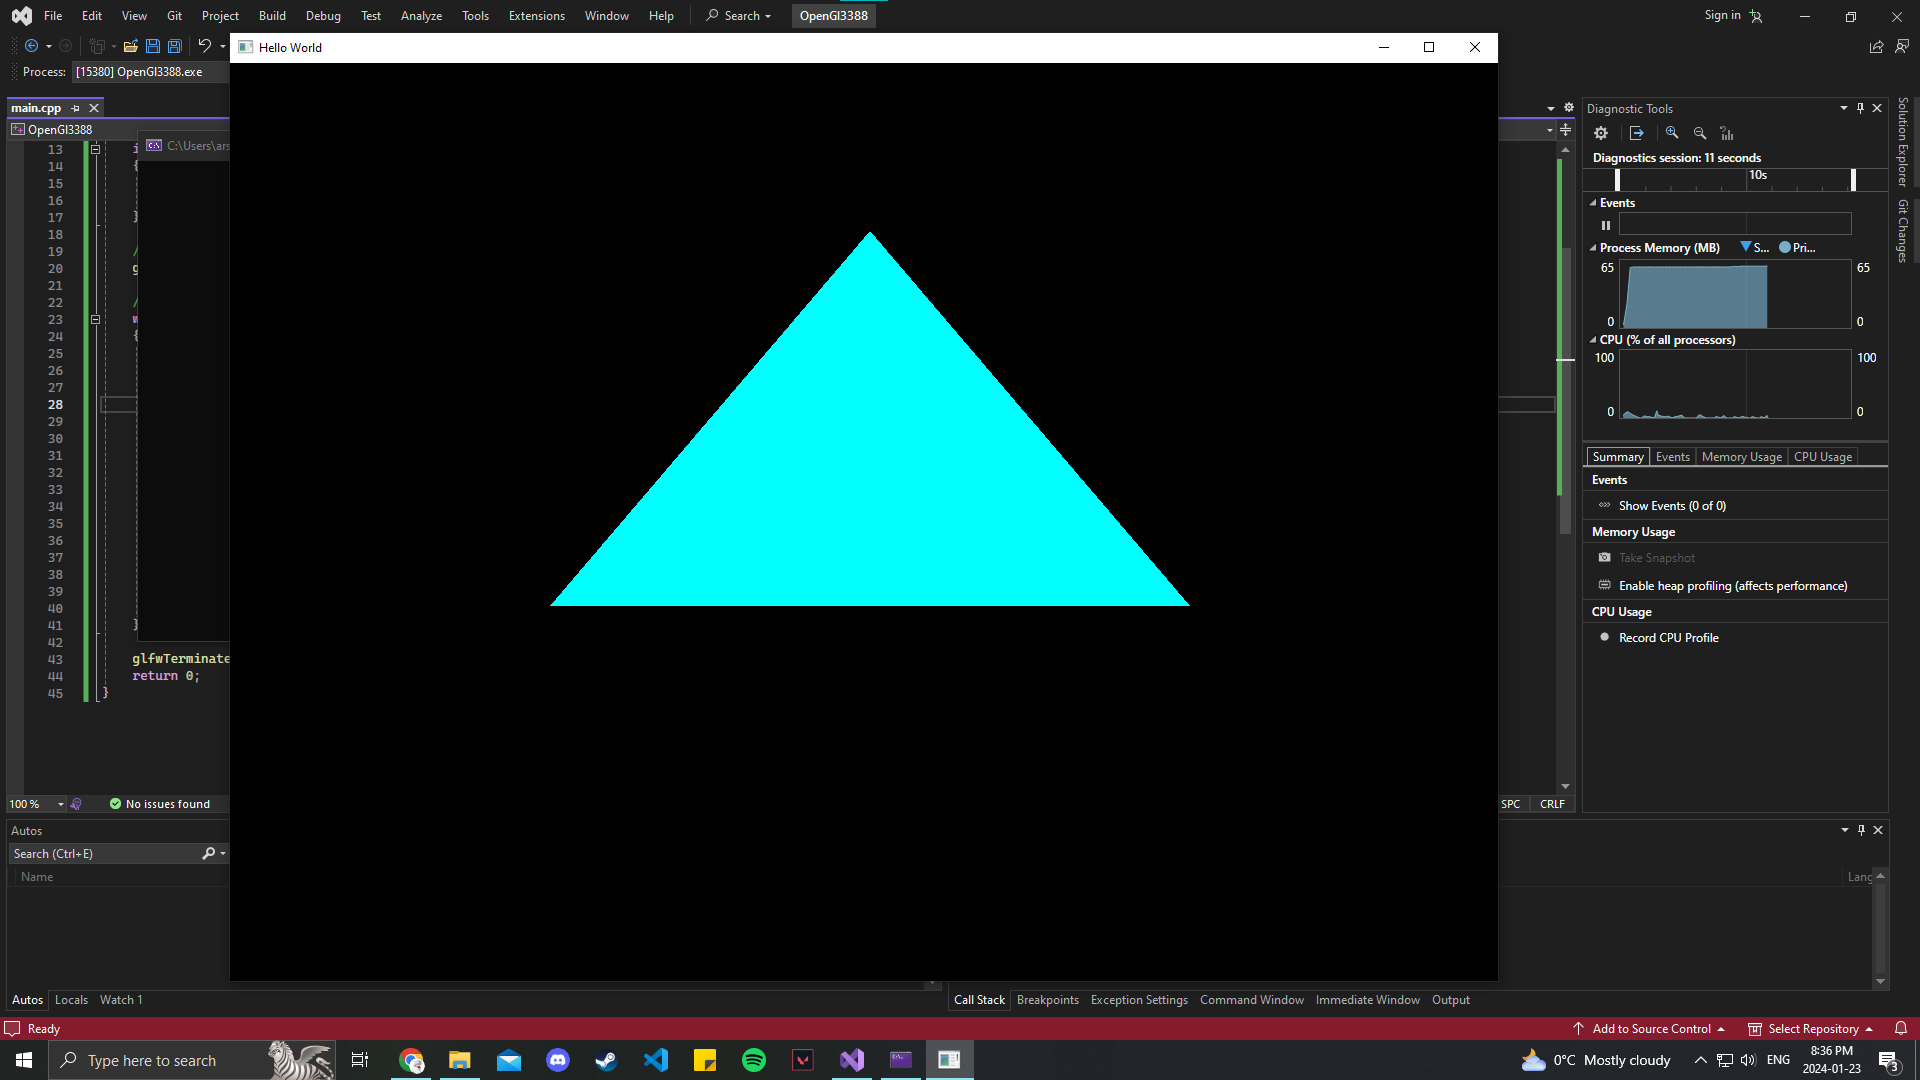 File Edit View Git Project Build Debug Test Analyze Tools Extensions Window Help Search OpenGl3388 Sign in
Process: [15380] OpenGl3388.exe
Hello World
main.cpp
OpenGl3388
C:\Users\ars
13 i
14 {
15
16
17 }
18
19 /
20 g
21
22 /
23 w
24 {
25
26
27
28
29
30
31
32
33
34
35
36
37
38
39
40
41 }
42
43 glfwTerminate
44 return 0;
45 }
100 % No issues found
SPC CRLF
Diagnostic Tools
Diagnostics session: 11 seconds
10s
Events
Process Memory (MB) S... Pri...
65 65
0 0
CPU (% of all processors)
100 100
0 0
Summary Events Memory Usage CPU Usage
Events
Show Events (0 of 0)
Memory Usage
Take Snapshot
Enable heap profiling (affects performance)
CPU Usage
Record CPU Profile
Solution Explorer
Git Changes
Autos
Search (Ctrl+E)
Name
Lang
Autos Locals Watch 1
Call Stack Breakpoints Exception Settings Command Window Immediate Window Output
Ready
Add to Source Control Select Repository
Type here to search
0°C Mostly cloudy ENG
8:36 PM
2024-01-23
3